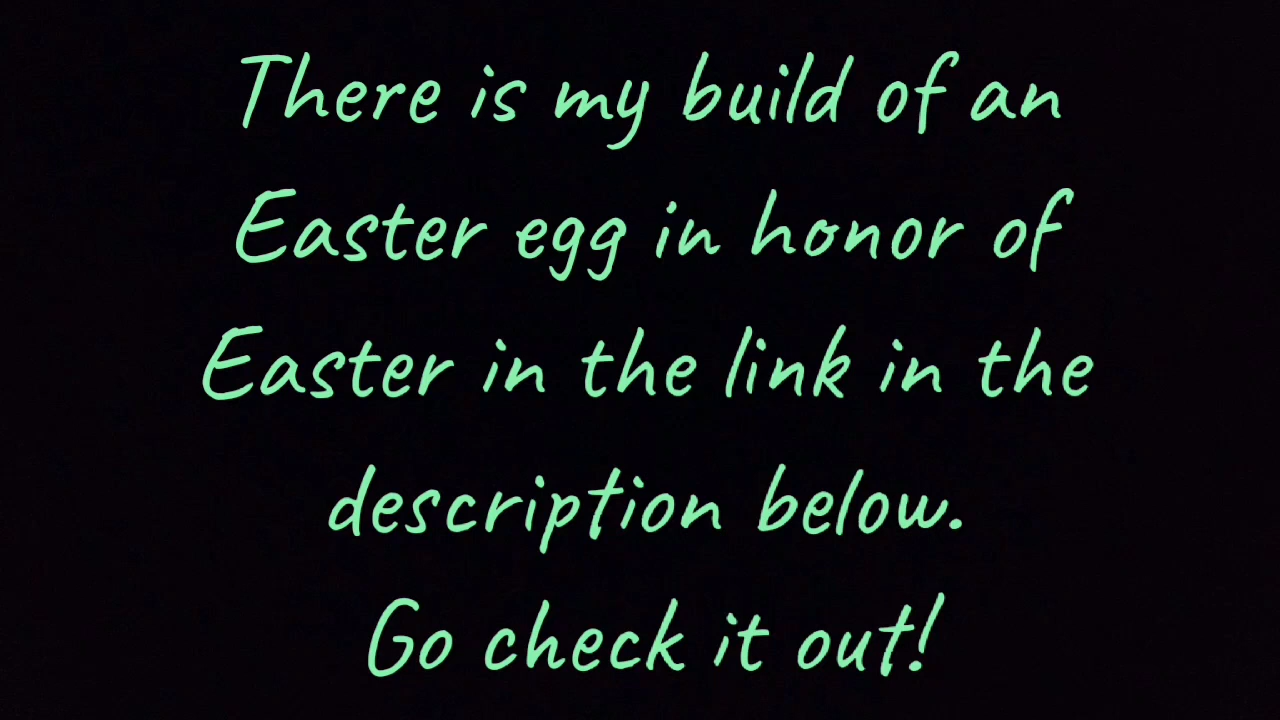 There is my build of an
Easter egg in honor of
Easter in the link in the
description below.
Go check it out!